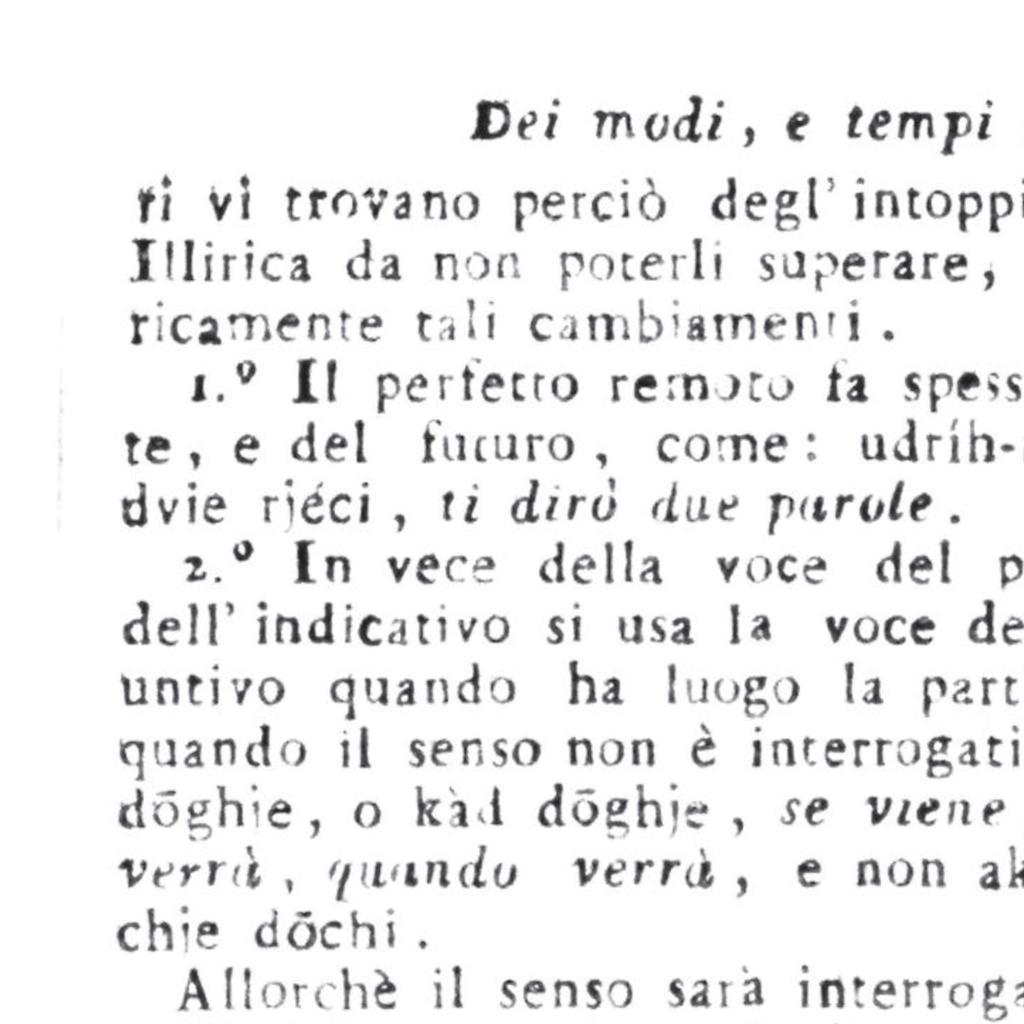 Dei modi, e tempi
ri vi trovano perciò degl' intoppi
Illirica da non poterli superare,
ricamente tali cambiamenti.
1.º Il perfetto remoto fa spess
te, e del futuro, come: udríh-
dvie rjéci, ti dirò due parole.
2.º In vece della voce del p
dell' indicativo si usa la voce de
untivo quando ha luogo la part
quando il senso non è interrogati
dōghie, o kàd dōghje, se viene
verrà, quando verrà, e non ak
chie dōchi.
Allorchè il senso sarà interroga